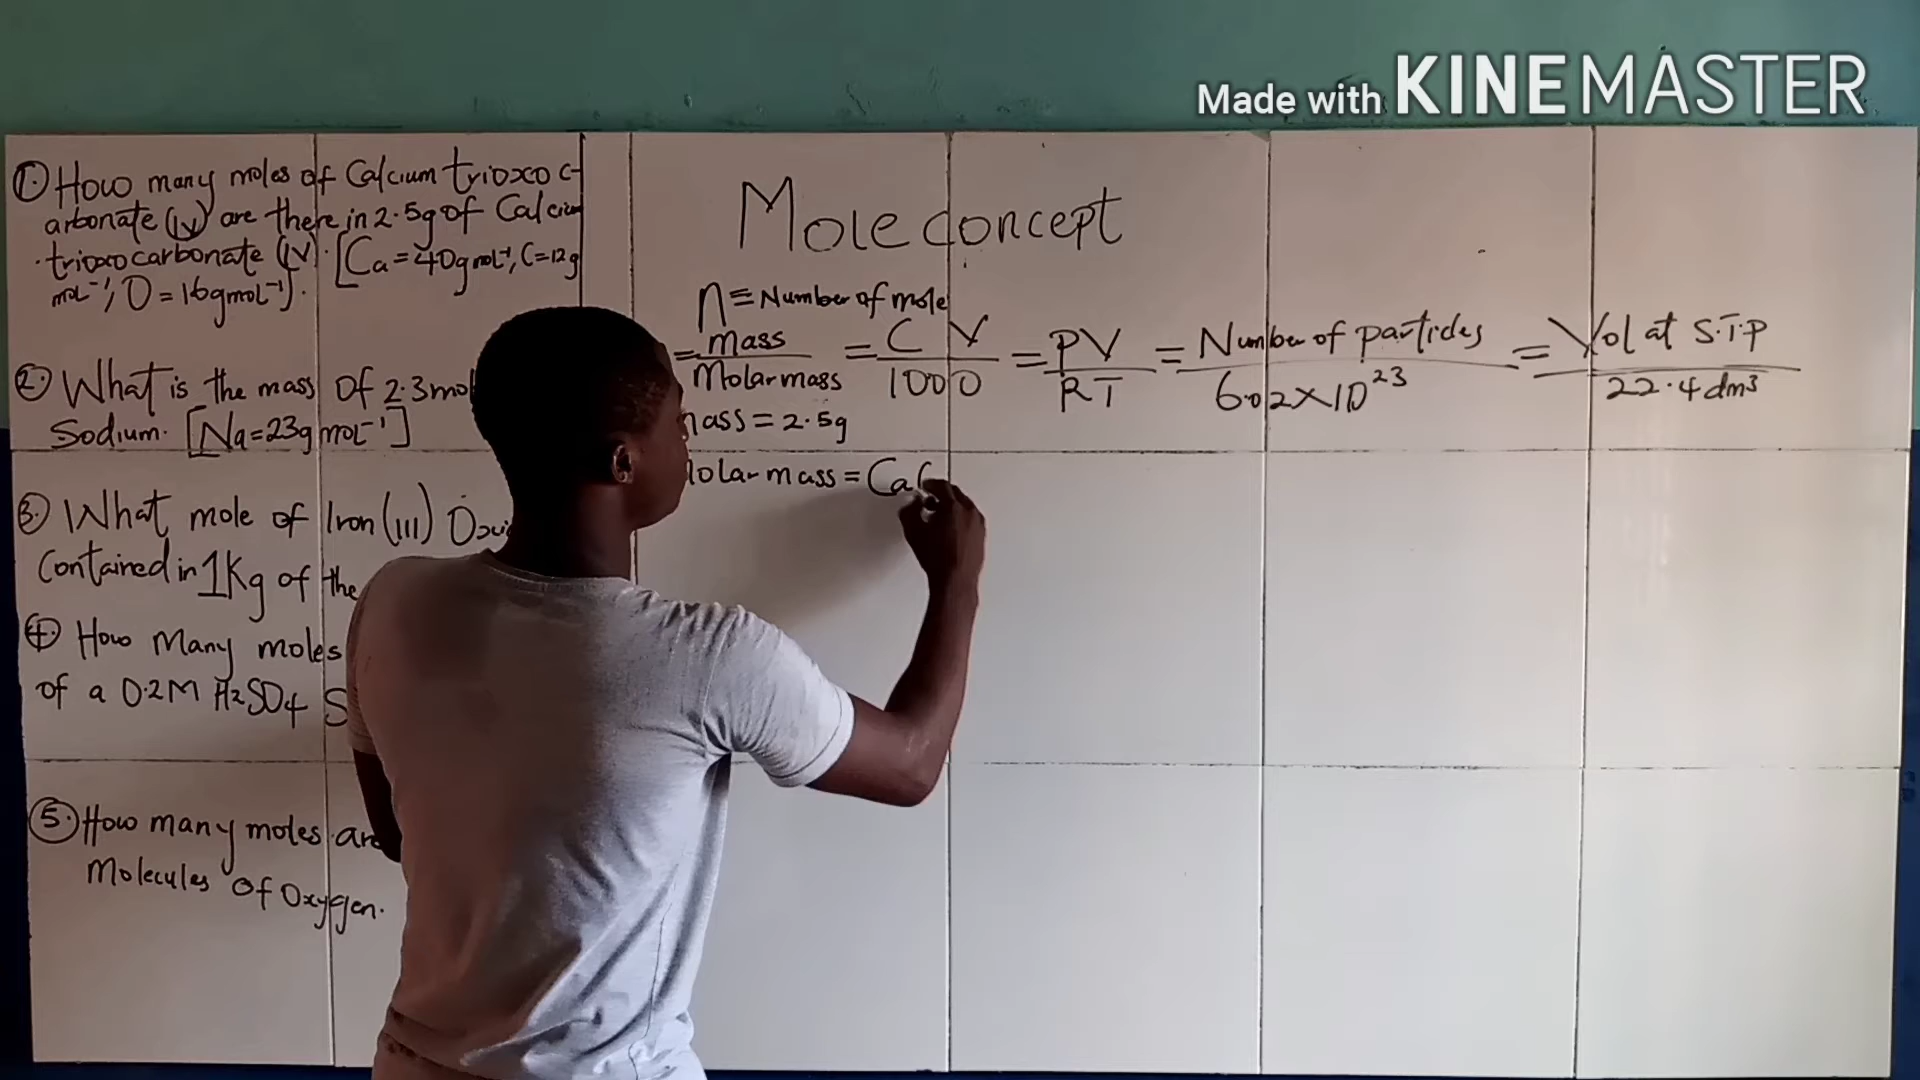 Made with KINEMASTER
1. How many moles of Calcium trioxo c-
arbonate (IV) are there in 2.5g of Calcium
trioxocarbonate (IV). [Ca = 40gmol⁻¹, C = 12g
mol⁻¹, O = 16gmol⁻¹].
2. What is the mass of 2.3mol
Sodium. [Na = 23gmol⁻¹]
3. What mole of Iron (III)
Contained in 1Kg of the
4. How Many moles
of a 0.2M H₂SO₄ S
5. How many moles are
Molecules of Oxygen.
Mole concept
n = Number of mole
= mass / Molar mass = C V / 1000 = PV / RT = Number of particles / 6.02 × 10²³ = Vol at S.T.P / 22.4dm³
mass = 2.5g
Molar mass = CaC